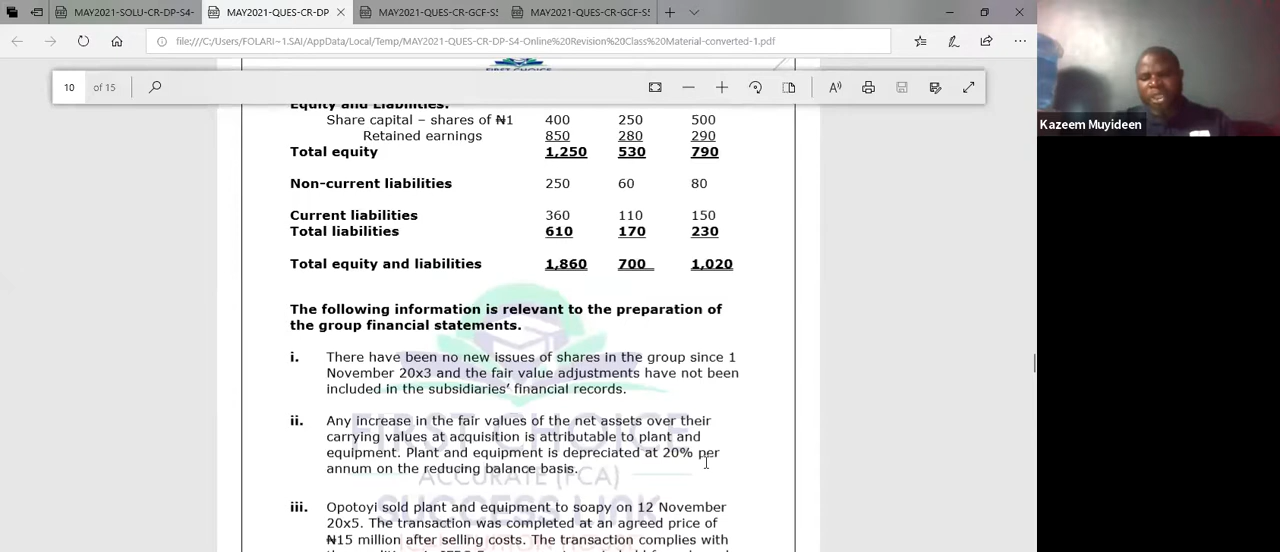 MAY2021-SOLU-CR-DP-S4-
MAY2021-QUES-CR-DP
MAY2021-QUES-CR-GCF-S5
MAY2021-QUES-CR-GCF-S5
file:///C:/Users/FOLARI~1.SAI/AppData/Local/Temp/MAY2021-QUES-CR-DP-S4-Online%20Revision%20Class%20Material-converted-1.pdf
FIRST CHOICE
10 of 15
Kazeem Muyideen
Equity and Liabilities:
Share capital – shares of ₦1 400 250 500
Retained earnings 850 280 290
Total equity 1,250 530 790
Non-current liabilities 250 60 80
Current liabilities 360 110 150
Total liabilities 610 170 230
Total equity and liabilities 1,860 700 1,020
The following information is relevant to the preparation of
the group financial statements.
i. There have been no new issues of shares in the group since 1
November 20x3 and the fair value adjustments have not been
included in the subsidiaries' financial records.
ii. Any increase in the fair values of the net assets over their
carrying values at acquisition is attributable to plant and
equipment. Plant and equipment is depreciated at 20% per
annum on the reducing balance basis.
iii. Opotoyi sold plant and equipment to soapy on 12 November
20x5. The transaction was completed at an agreed price of
₦15 million after selling costs. The transaction complies with
FIRST CHOICE
ACCURATE (FCA)
SUCCESS LINK